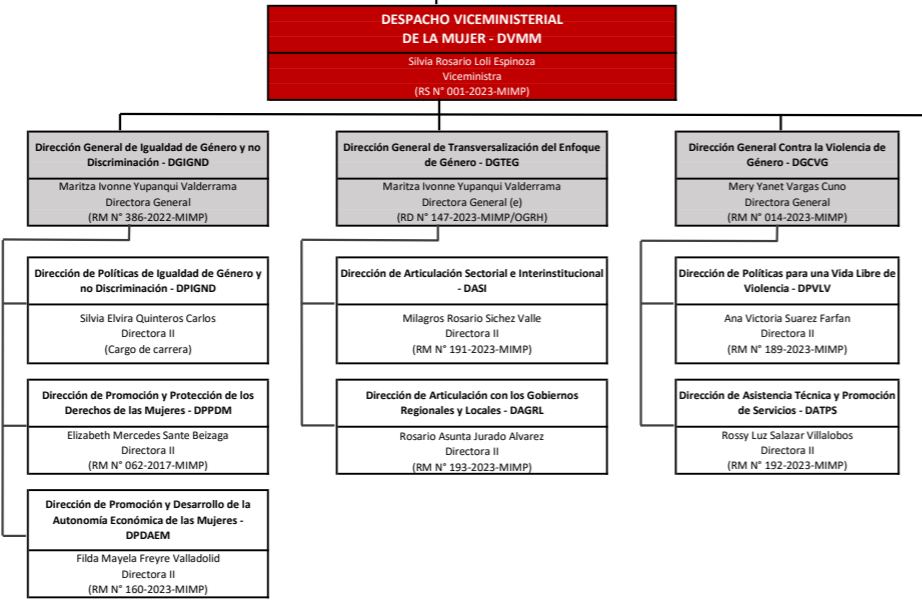 DESPACHO VICEMINISTERIAL
DE LA MUJER - DVMM
Silvia Rosario Loli Espinoza
Viceministra
(RS N° 001-2023-MIMP)
Dirección General de Igualdad de Género y no
Discriminación - DGIGND
Maritza Ivonne Yupanqui Valderrama
Directora General
(RM N° 386-2022-MIMP)
Dirección de Políticas de Igualdad de Género y
no Discriminación - DPIGND
Silvia Elvira Quinteros Carlos
Directora II
(Cargo de carrera)
Dirección de Promoción y Protección de los
Derechos de las Mujeres - DPPDM
Elizabeth Mercedes Sante Beizaga
Directora II
(RM N° 062-2017-MIMP)
Dirección de Promoción y Desarrollo de la
Autonomía Económica de las Mujeres -
DPDAEM
Filda Mayela Freyre Valladolid
Directora II
(RM N° 160-2023-MIMP)
Dirección General de Transversalización del Enfoque
de Género - DGTEG
Maritza Ivonne Yupanqui Valderrama
Directora General (e)
(RD N° 147-2023-MIMP/OGRH)
Dirección de Articulación Sectorial e Interinstitucional
- DASI
Milagros Rosario Sichez Valle
Directora II
(RM N° 191-2023-MIMP)
Dirección de Articulación con los Gobiernos
Regionales y Locales - DAGRL
Rosario Asunta Jurado Alvarez
Directora II
(RM N° 193-2023-MIMP)
Dirección General Contra la Violencia de
Género - DGCVG
Mery Yanet Vargas Cuno
Directora General
(RM N° 014-2023-MIMP)
Dirección de Políticas para una Vida Libre de
Violencia - DPVLV
Ana Victoria Suarez Farfan
Directora II
(RM N° 189-2023-MIMP)
Dirección de Asistencia Técnica y Promoción
de Servicios - DATPS
Rossy Luz Salazar Villalobos
Directora II
(RM N° 192-2023-MIMP)